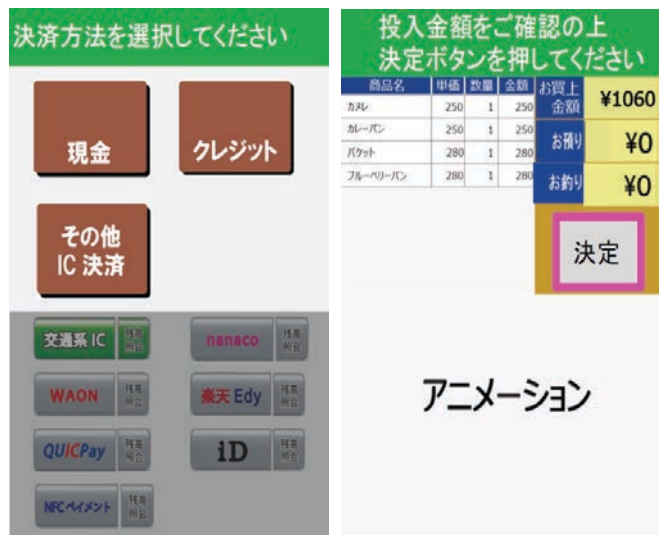 決済方法を選択してください
現金
クレジット
その他
IC 決済
交通系 IC
残高
照会
nanaco
残高
照会
WAON
残高
照会
楽天 Edy
残高
照会
QUICPay
残高
照会
iD
残高
照会
NFCペイメント
残高
照会
投入金額をご確認の上
決定ボタンを押してください
商品名 単価 数量 金額
カヌレ 250 1 250
カレーパン 250 1 250
バケット 280 1 280
ブルーベリーパン 280 1 280
お買上
金額
¥1060
お預り
¥0
お釣り
¥0
決定
アニメーション